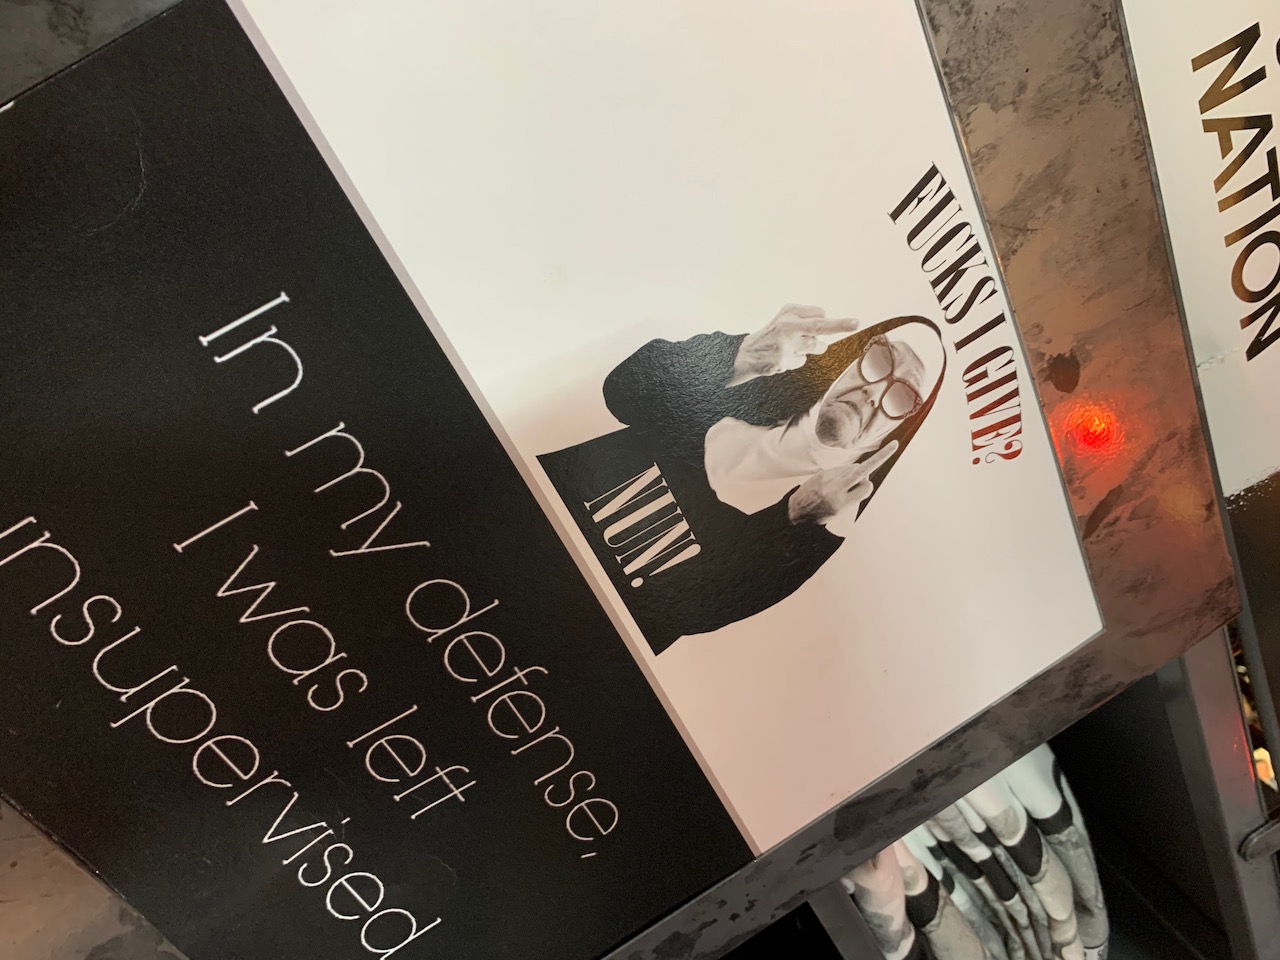 In my defense,
I was left
unsupervised
FUCKS I GIVE?
NUN!
NATION